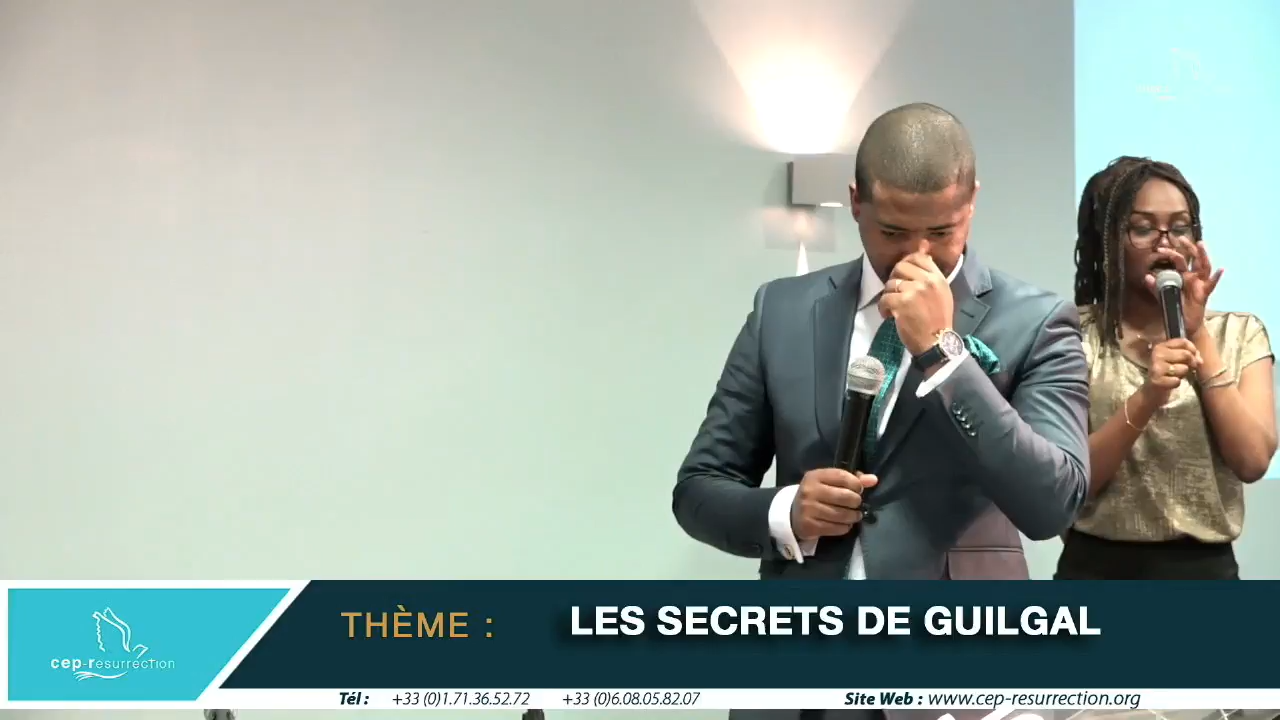 THÈME : LES SECRETS DE GUILGAL
cep-resurrection
Tél : +33 (0)1.71.36.52.72 +33 (0)6.08.05.82.07 Site Web : www.cep-resurrection.org